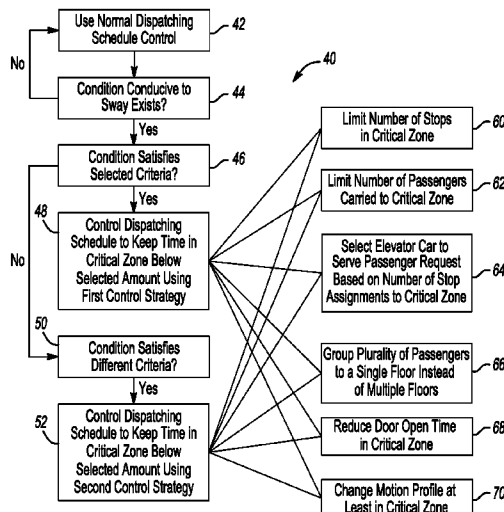 Use Normal Dispatching
Schedule Control
42
No
40
Condition Conducive to
Sway Exists?
44
Yes
Condition Satisfies
Selected Criteria?
46
Yes
48
Control Dispatching
Schedule to Keep Time in
Critical Zone Below
Selected Amount Using
First Control Strategy
No
50
Condition Satisfies
Different Criteria?
Yes
52
Control Dispatching
Schedule to Keep Time in
Critical Zone Below
Selected Amount Using
Second Control Strategy
Limit Number of Stops
in Critical Zone
60
Limit Number of Passengers
Carried to Critical Zone
62
Select Elevator Car to
Serve Passenger Request
Based on Number of Stop
Assignments to Critical Zone
64
Group Plurality of Passengers
to a Single Floor Instead
of Multiple Floors
66
Reduce Door Open Time
in Critical Zone
68
Change Motion Profile at
Least in Critical Zone
70